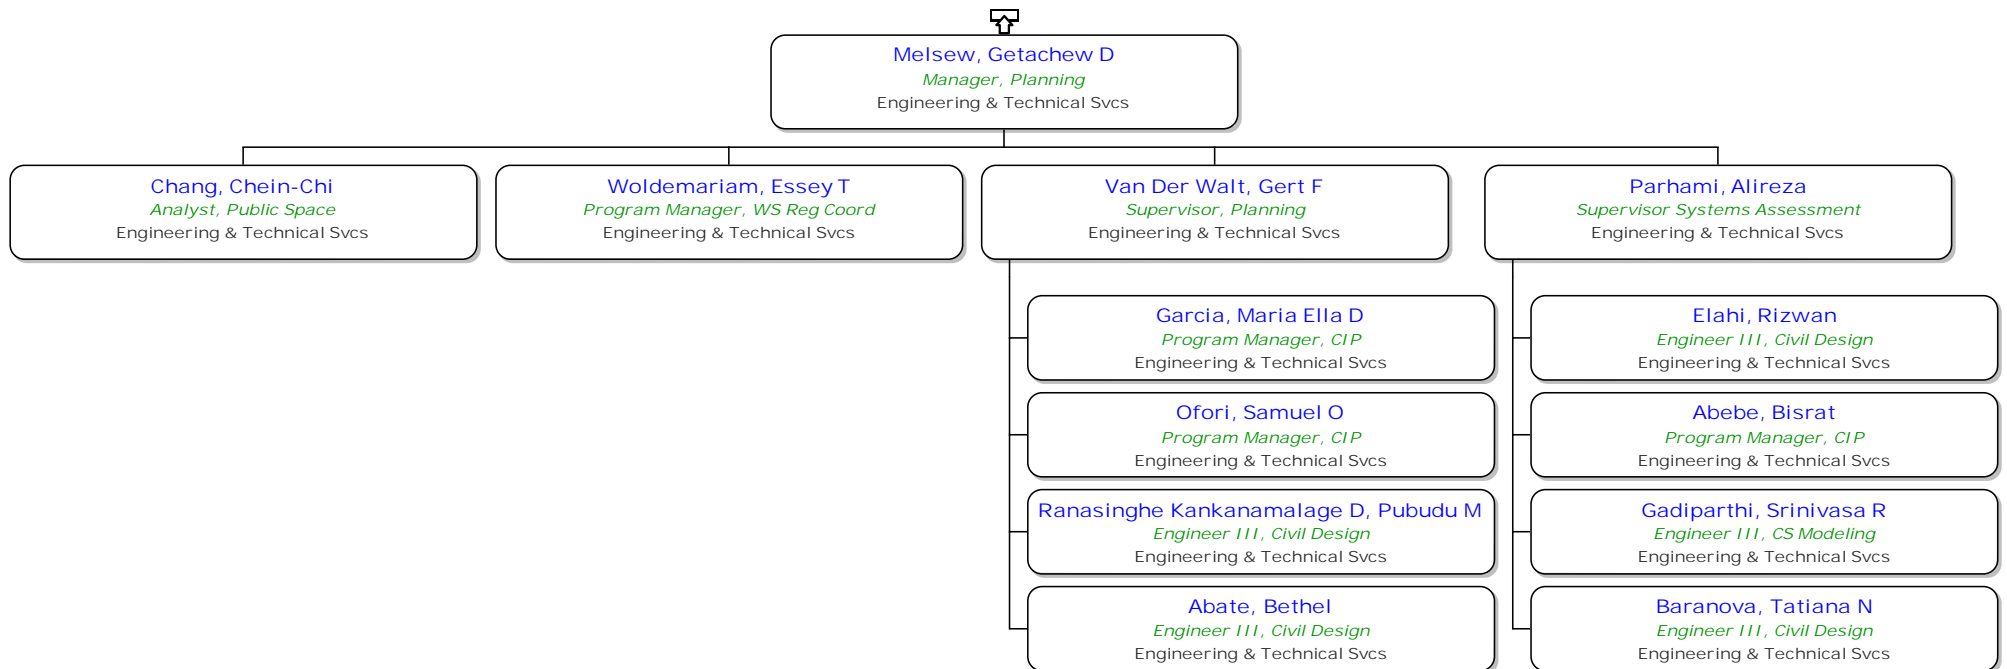 Melsew, Getachew D
Manager, Planning
Engineering & Technical Svcs
Chang, Chein-Chi
Analyst, Public Space
Engineering & Technical Svcs
Woldemariam, Essey T
Program Manager, WS Reg Coord
Engineering & Technical Svcs
Van Der Walt, Gert F
Supervisor, Planning
Engineering & Technical Svcs
Parhami, Alireza
Supervisor Systems Assessment
Engineering & Technical Svcs
Garcia, Maria Ella D
Program Manager, CIP
Engineering & Technical Svcs
Ofori, Samuel O
Program Manager, CIP
Engineering & Technical Svcs
Ranasinghe Kankanamalage D, Pubudu M
Engineer III, Civil Design
Engineering & Technical Svcs
Abate, Bethel
Engineer III, Civil Design
Engineering & Technical Svcs
Elahi, Rizwan
Engineer III, Civil Design
Engineering & Technical Svcs
Abebe, Bisrat
Program Manager, CIP
Engineering & Technical Svcs
Gadiparthi, Srinivasa R
Engineer III, CS Modeling
Engineering & Technical Svcs
Baranova, Tatiana N
Engineer III, Civil Design
Engineering & Technical Svcs